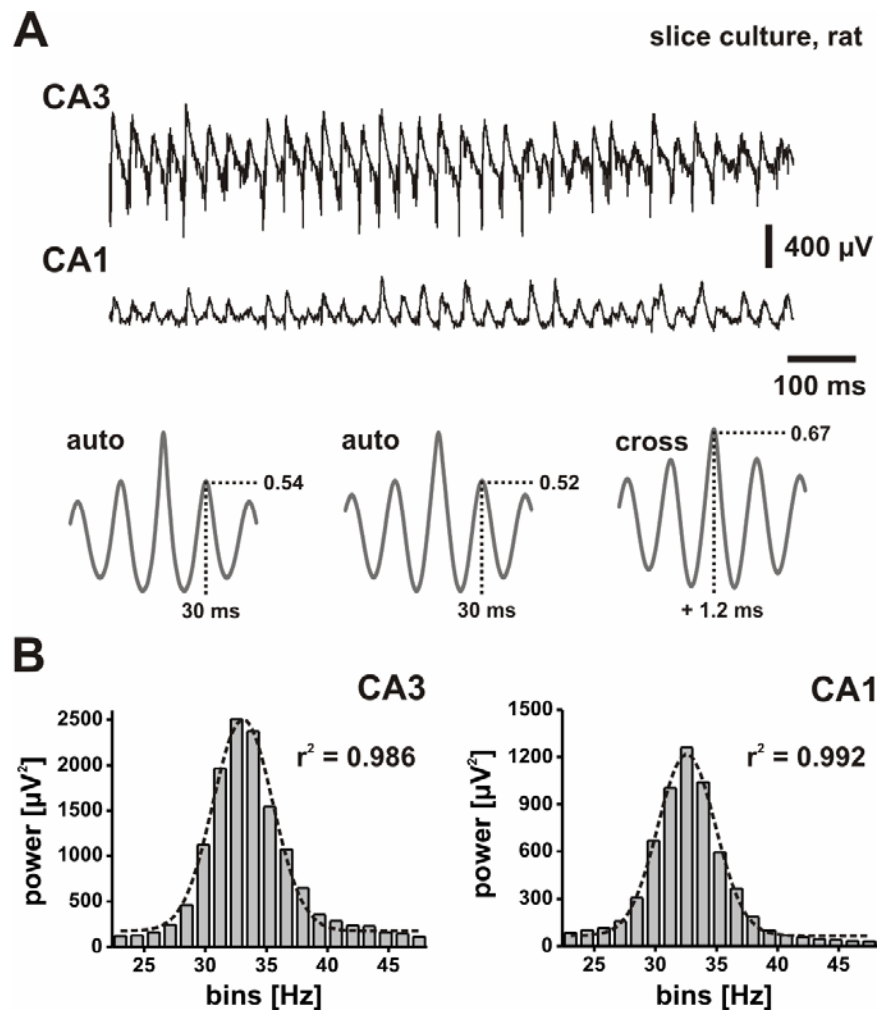 A
slice culture, rat
CA3
400 µV
CA1
100 ms
auto
0.54
30 ms
auto
0.52
30 ms
cross
0.67
+ 1.2 ms
B
CA3
r² = 0.986
power [µV²]
2500
2000
1500
1000
500
0
25 30 35 40 45
bins [Hz]
CA1
r² = 0.992
power [µV²]
1500
1200
900
600
300
0
25 30 35 40 45
bins [Hz]